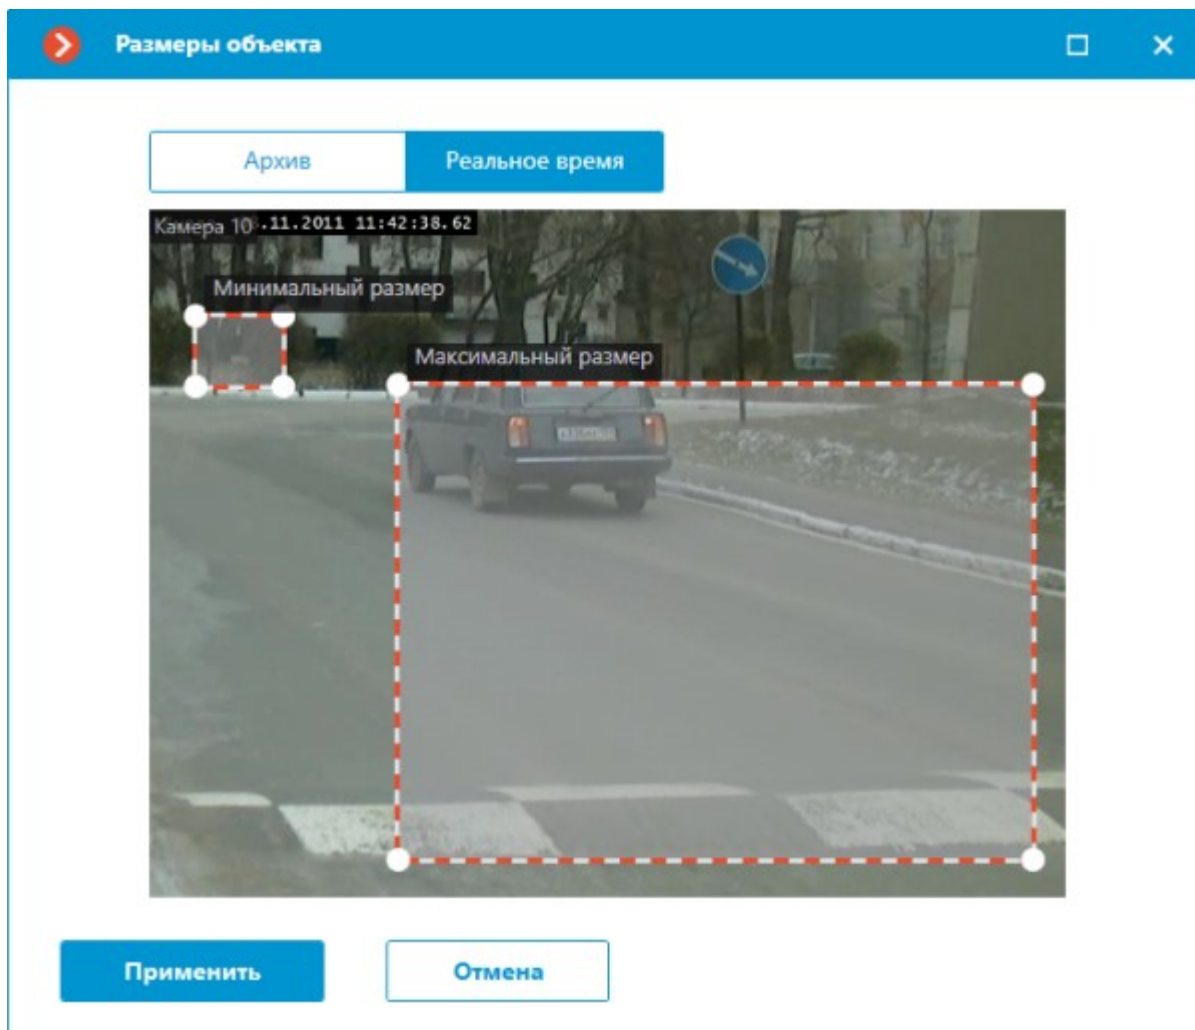 Размеры объекта
Архив
Реальное время
Камера 10 .11.2011 11:42:38.62
Минимальный размер
Максимальный размер
Применить
Отмена